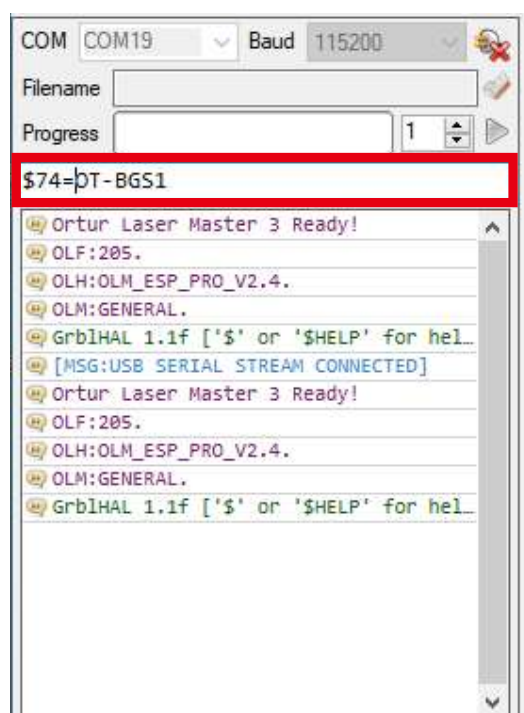 COM COM19 Baud 115200
Filename
Progress 1
$74=OT-BGS1
Ortur Laser Master 3 Ready!
OLF:205.
OLH:OLM_ESP_PRO_V2.4.
OLM:GENERAL.
GrblHAL 1.1f ['$' or '$HELP' for hel…
[MSG:USB SERIAL STREAM CONNECTED]
Ortur Laser Master 3 Ready!
OLF:205.
OLH:OLM_ESP_PRO_V2.4.
OLM:GENERAL.
GrblHAL 1.1f ['$' or '$HELP' for hel…